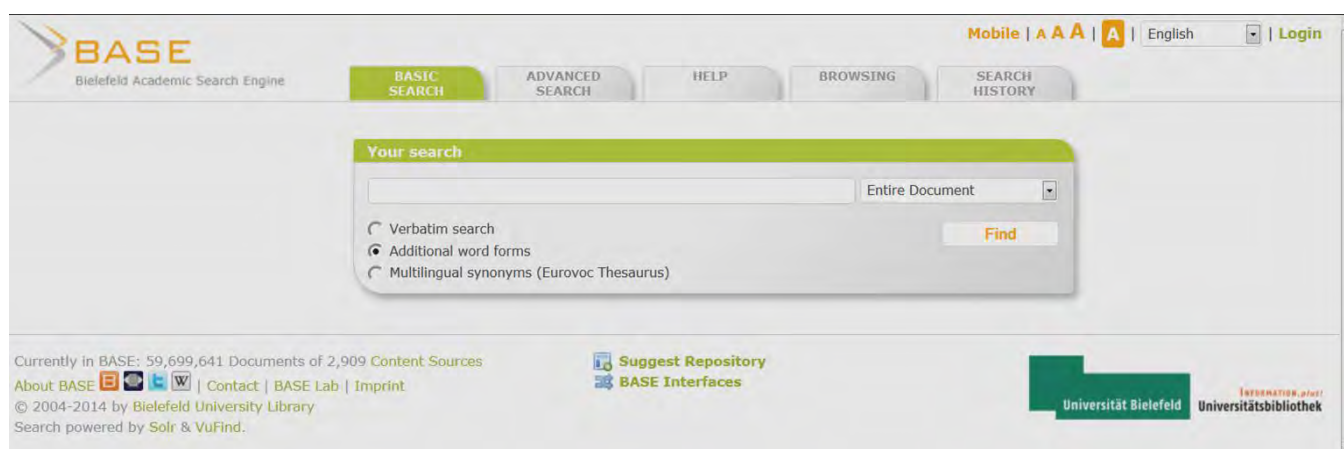 BASE
Bielefeld Academic Search Engine
Mobile | A A A | A | English | Login
BASIC SEARCH
ADVANCED SEARCH
HELP
BROWSING
SEARCH HISTORY
Your search
Entire Document
Verbatim search
Additional word forms
Multilingual synonyms (Eurovoc Thesaurus)
Find
Currently in BASE: 59,699,641 Documents of 2,909 Content Sources
About BASE | Contact | BASE Lab | Imprint
© 2004-2014 by Bielefeld University Library
Search powered by Solr & VuFind.
Suggest Repository
BASE Interfaces
Universität Bielefeld
INFORMATION.plus!
Universitätsbibliothek